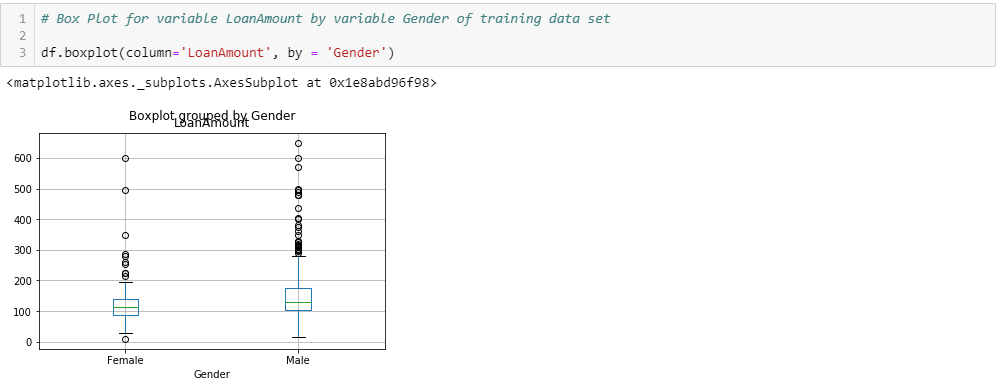 1 # Box Plot for variable LoanAmount by variable Gender of training data set
2
3 df.boxplot(column='LoanAmount', by = 'Gender')
<matplotlib.axes._subplots.AxesSubplot at 0x1e8abd96f98>
Boxplot grouped by Gender
LoanAmount
600
500
400
300
200
100
0
Female Male
Gender